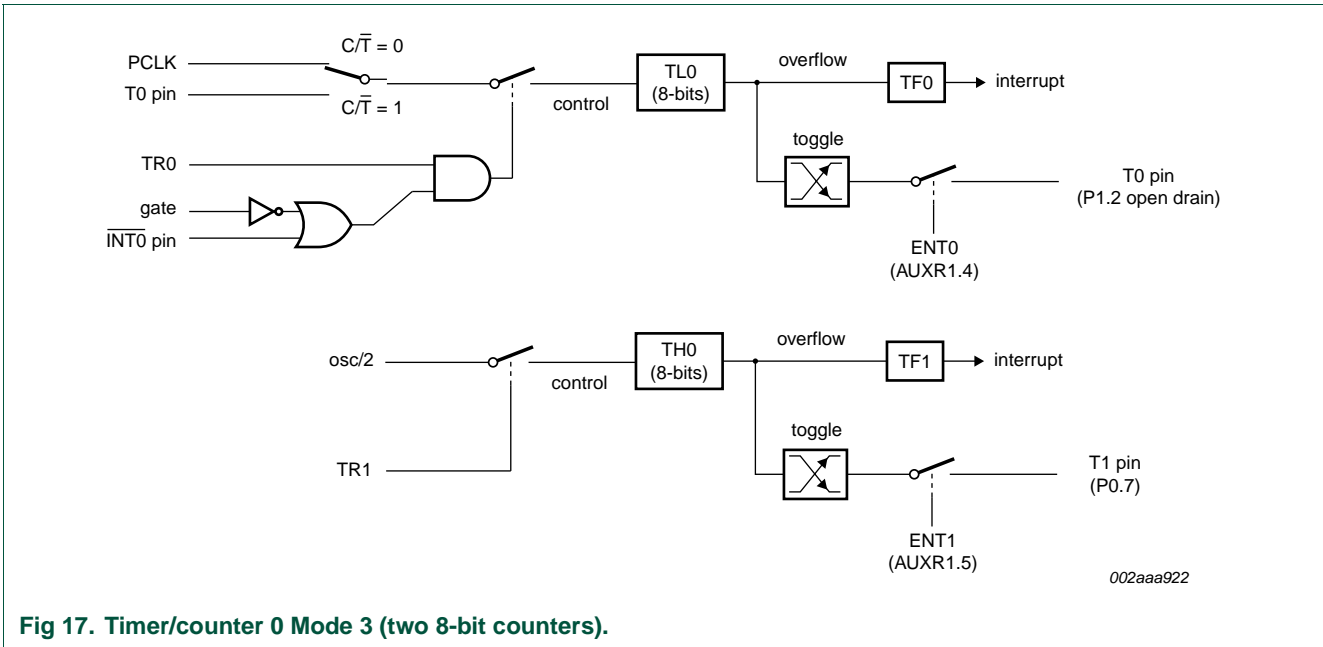 C/T̅ = 0
PCLK
T0 pin
C/T̅ = 1
TR0
gate
I̅N̅T̅0̅ pin
control
TL0
(8-bits)
overflow
TF0
interrupt
toggle
T0 pin
(P1.2 open drain)
ENT0
(AUXR1.4)
osc/2
TR1
control
TH0
(8-bits)
overflow
TF1
interrupt
toggle
T1 pin
(P0.7)
ENT1
(AUXR1.5)
002aaa922
Fig 17. Timer/counter 0 Mode 3 (two 8-bit counters).